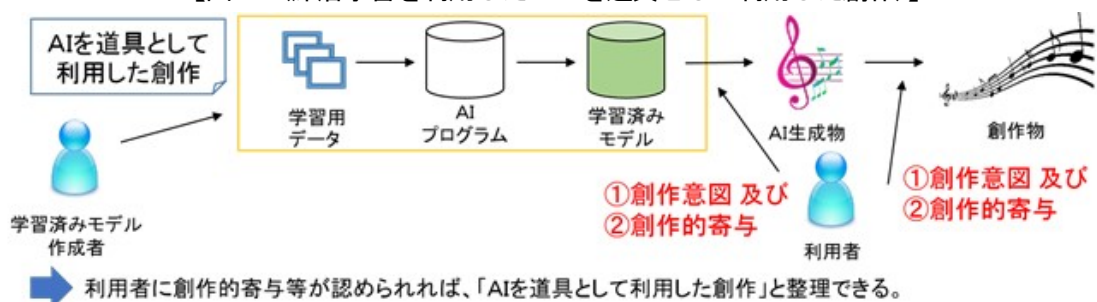 AIを道具として
利用した創作
学習用
データ
AI
プログラム
学習済み
モデル
AI生成物
創作物
①創作意図 及び
②創作的寄与
①創作意図 及び
②創作的寄与
利用者
学習済みモデル
作成者
利用者に創作的寄与等が認められれば、「AIを道具として利用した創作」と整理できる。